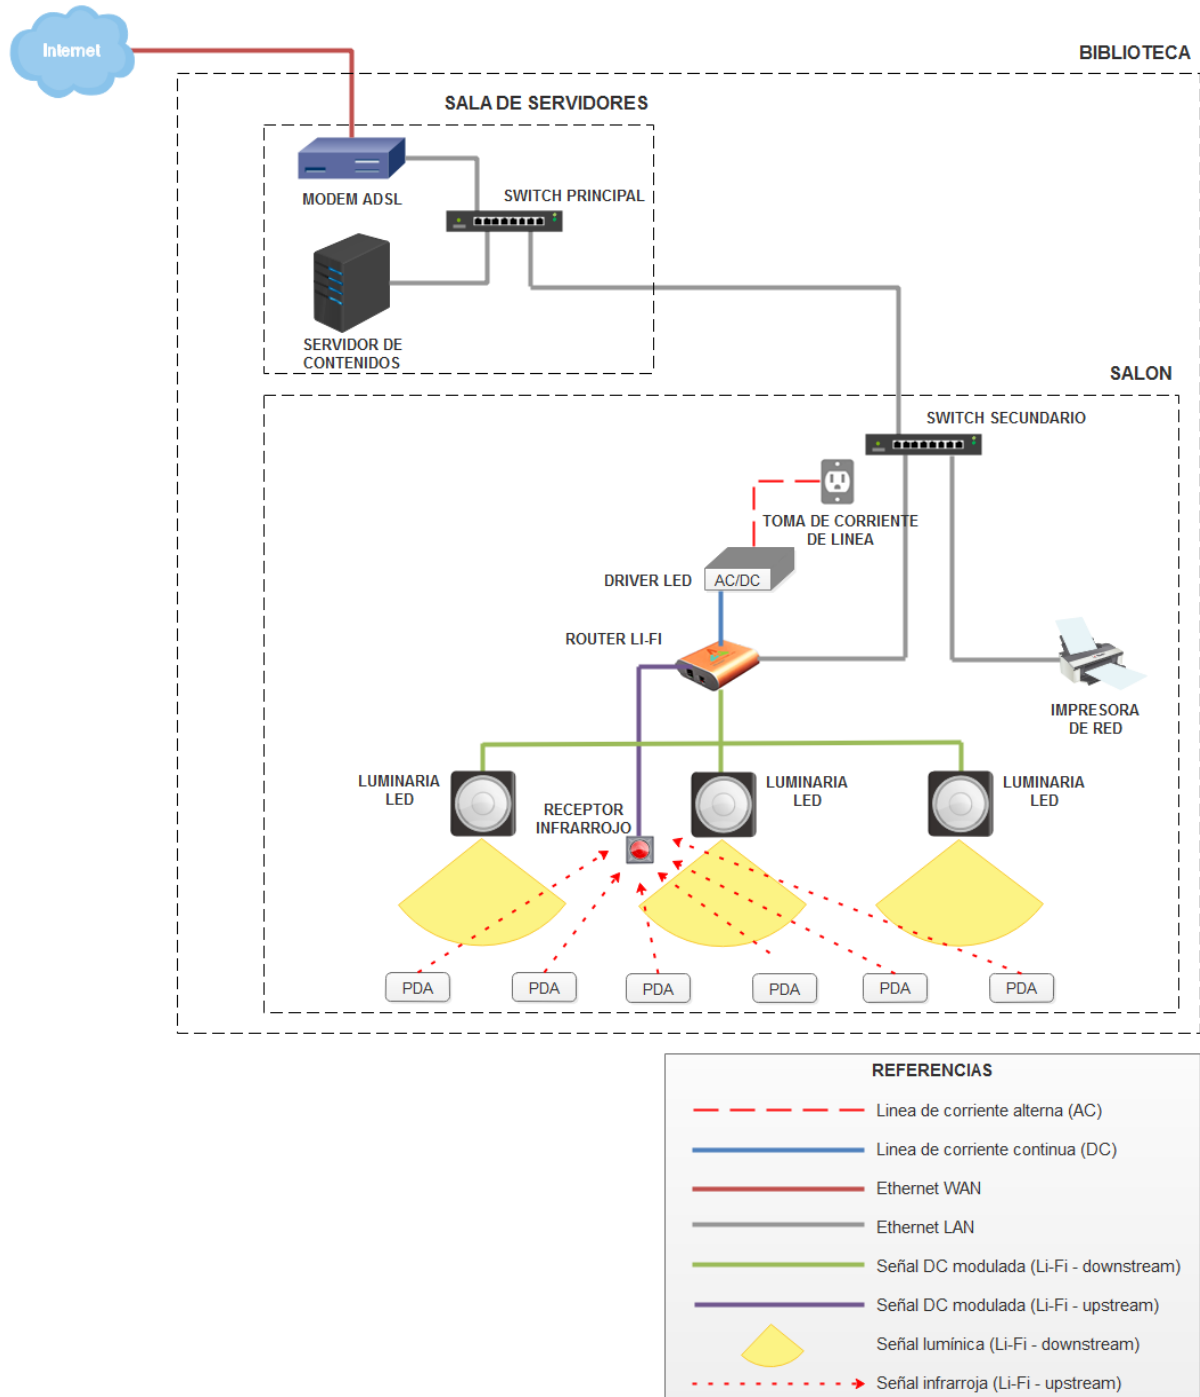 Internet
BIBLIOTECA
SALA DE SERVIDORES
MODEM ADSL
SWITCH PRINCIPAL
SERVIDOR DE
CONTENIDOS
SALON
SWITCH SECUNDARIO
TOMA DE CORRIENTE
DE LINEA
DRIVER LED
AC/DC
ROUTER LI-FI
IMPRESORA
DE RED
LUMINARIA
LED
RECEPTOR
INFRARROJO
LUMINARIA
LED
LUMINARIA
LED
PDA
PDA
PDA
PDA
PDA
PDA
REFERENCIAS
Linea de corriente alterna (AC)
Linea de corriente continua (DC)
Ethernet WAN
Ethernet LAN
Señal DC modulada (Li-Fi - downstream)
Señal DC modulada (Li-Fi - upstream)
Señal lumínica (Li-Fi - downstream)
Señal infrarroja (Li-Fi - upstream)